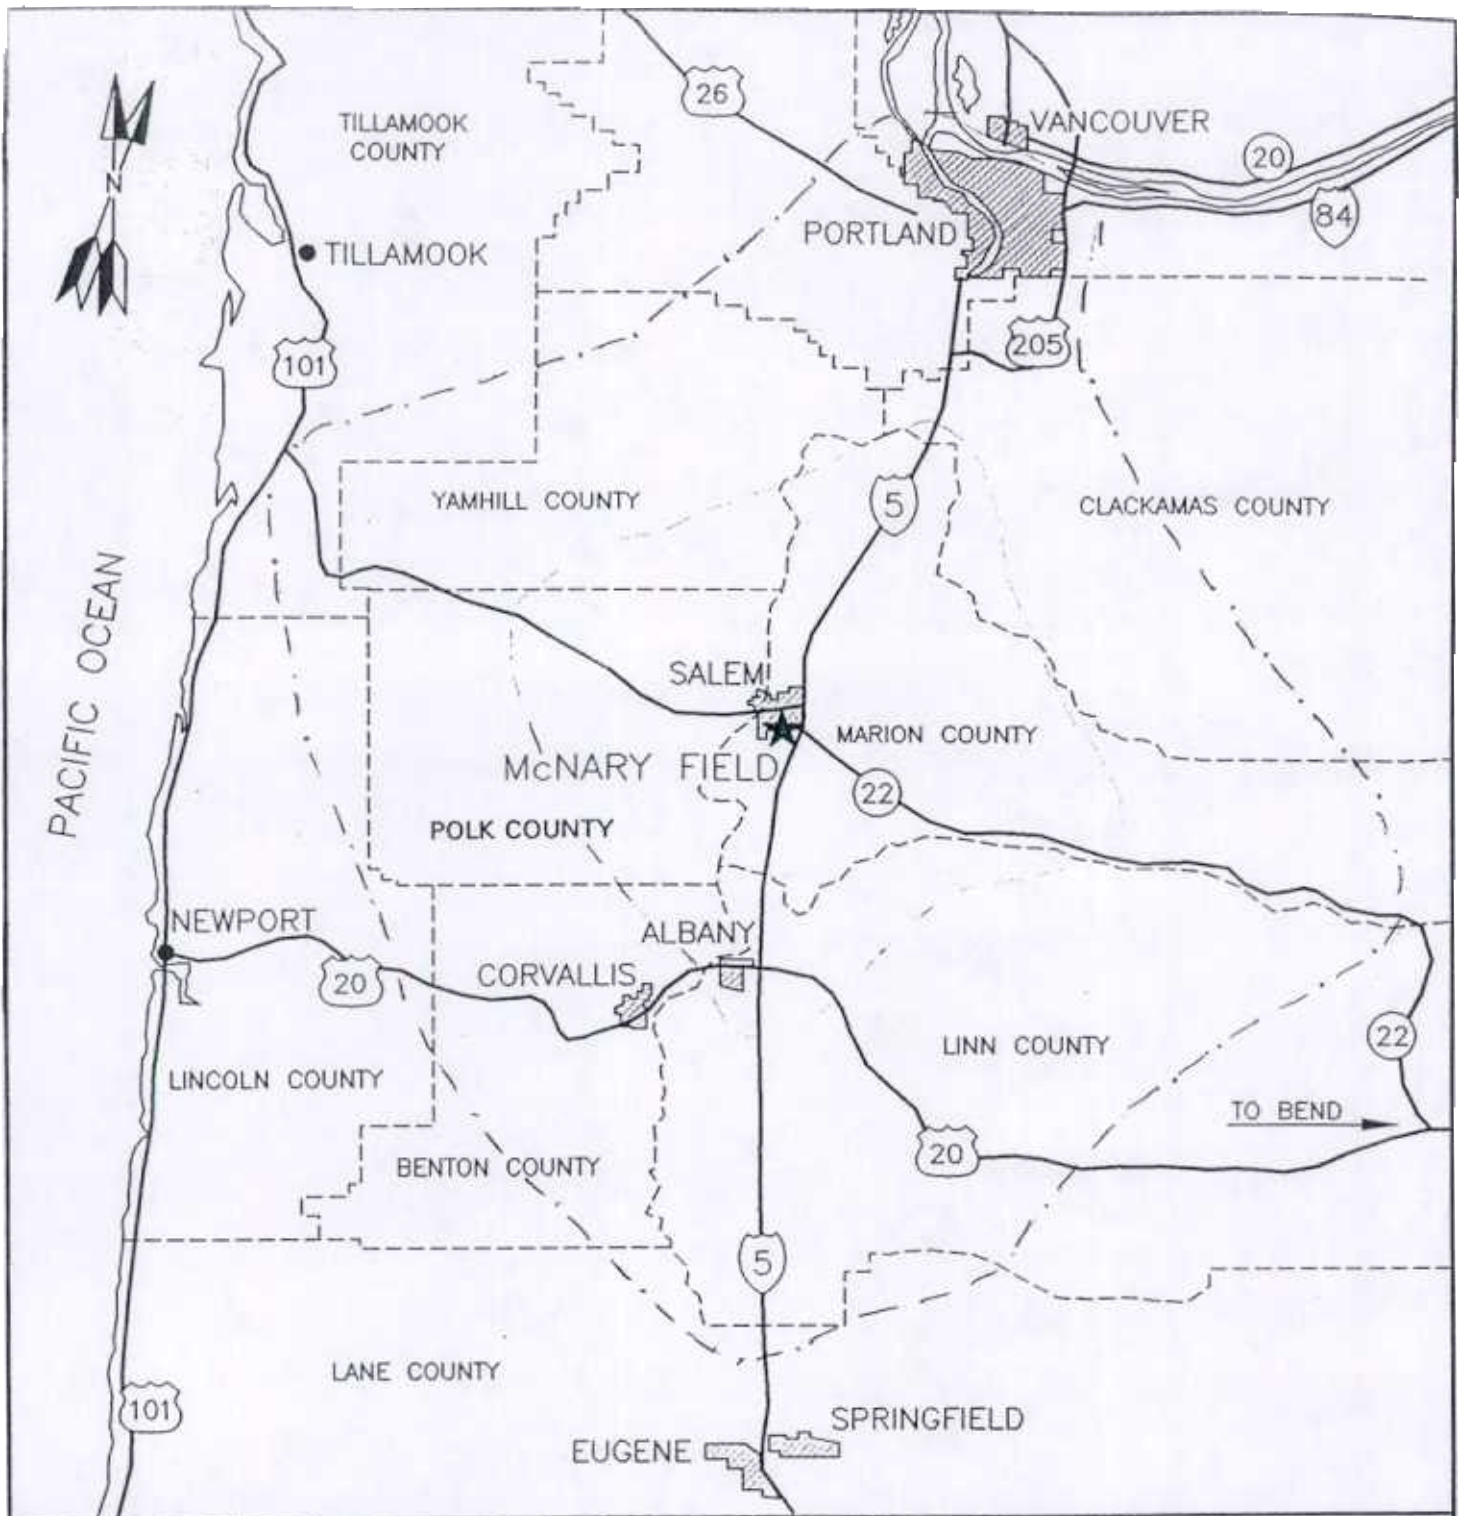 26
VANCOUVER
TILLAMOOK
COUNTY
20
N
84
PORTLAND
TILLAMOOK
205
101
YAMHILL COUNTY
5
CLACKAMAS COUNTY
PACIFIC OCEAN
SALEM
MARION COUNTY
McNARY FIELD
22
POLK COUNTY
NEWPORT
ALBANY
CORVALLIS
20
22
LINN COUNTY
LINCOLN COUNTY
TO BEND
20
BENTON COUNTY
5
LANE COUNTY
101
SPRINGFIELD
EUGENE